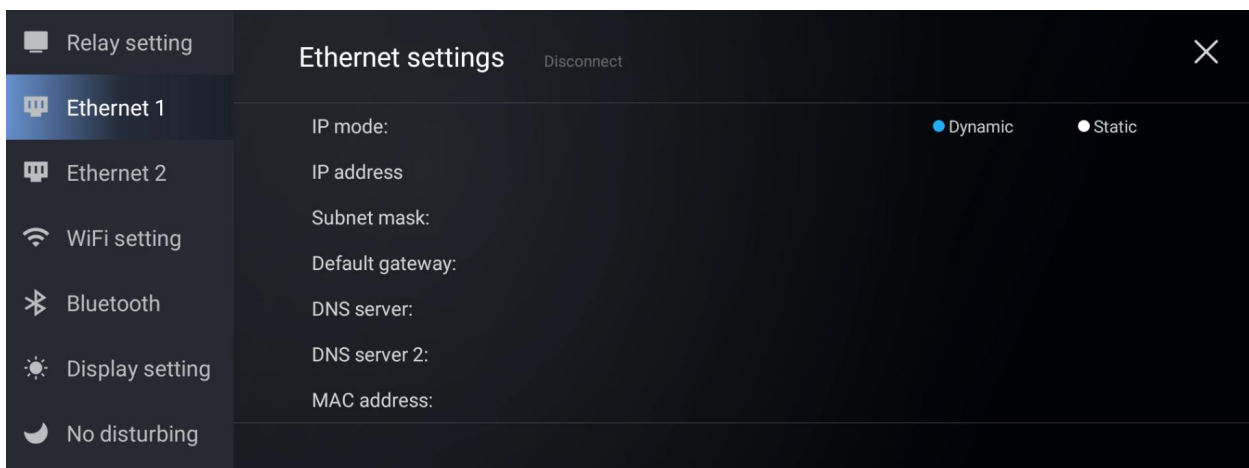 Relay setting
Ethernet 1
Ethernet 2
WiFi setting
Bluetooth
Display setting
No disturbing
Ethernet settings Disconnect
IP mode: Dynamic Static
IP address
Subnet mask:
Default gateway:
DNS server:
DNS server 2:
MAC address: